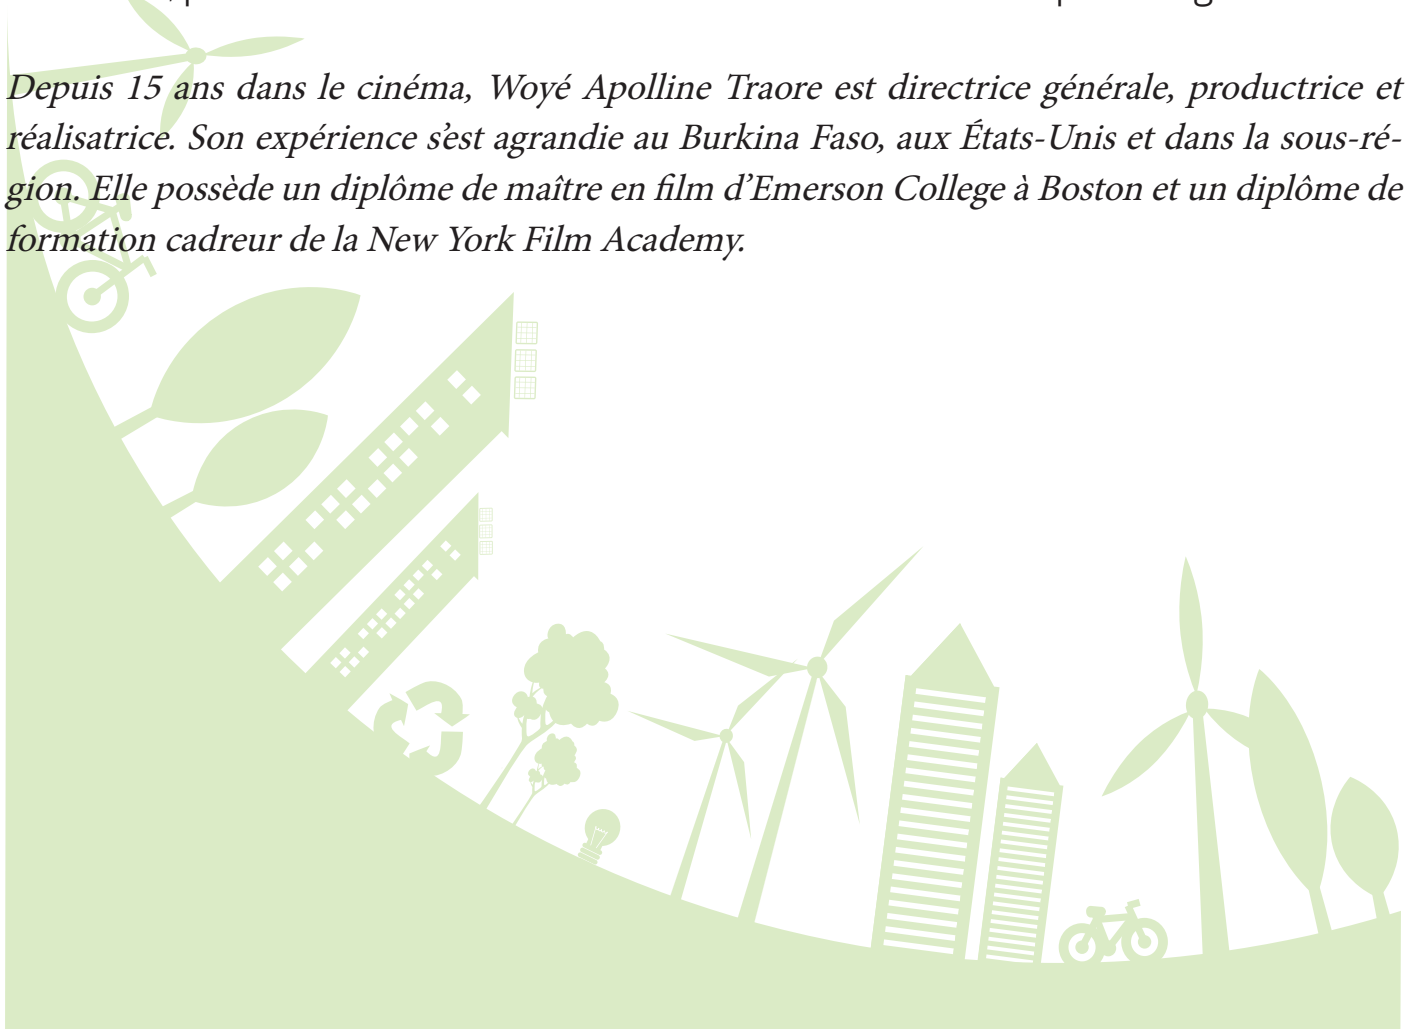 Depuis 15 ans dans le cinéma, Woyé Apolline Traore est directrice générale, productrice et
réalisatrice. Son expérience s’est agrandie au Burkina Faso, aux États-Unis et dans la sous-ré-
gion. Elle possède un diplôme de maître en film d’Emerson College à Boston et un diplôme de
formation cadreur de la New York Film Academy.